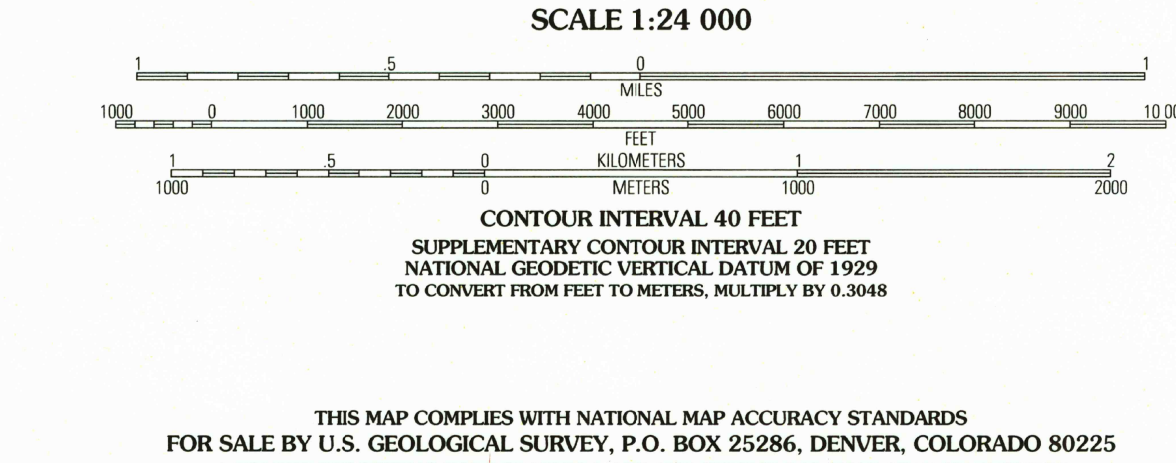 SCALE 1:24 000
1 .5 0 1
MILES
1000 0 1000 2000 3000 4000 5000 6000 7000 8000 9000 10 00
FEET
1 .5 0 KILOMETERS 1 2
1000 0 METERS 1000 2000
CONTOUR INTERVAL 40 FEET
SUPPLEMENTARY CONTOUR INTERVAL 20 FEET
NATIONAL GEODETIC VERTICAL DATUM OF 1929
TO CONVERT FROM FEET TO METERS, MULTIPLY BY 0.3048
THIS MAP COMPLIES WITH NATIONAL MAP ACCURACY STANDARDS
FOR SALE BY U.S. GEOLOGICAL SURVEY, P.O. BOX 25286, DENVER, COLORADO 80225